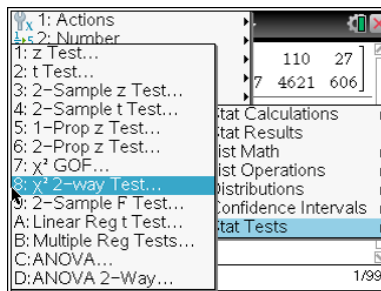 1: Actions
2: Number
1: z Test...
2: t Test...
3: 2-Sample z Test...
4: 2-Sample t Test...
5: 1-Prop z Test...
6: 2-Prop z Test...
7: χ² GOF...
8: χ² 2-way Test...
9: 2-Sample F Test...
A: Linear Reg t Test...
B: Multiple Reg Tests...
C: ANOVA...
D: ANOVA 2-Way...
110 27
7 4621 606
Stat Calculations
Stat Results
List Math
List Operations
Distributions
Confidence Intervals
Stat Tests
1/99